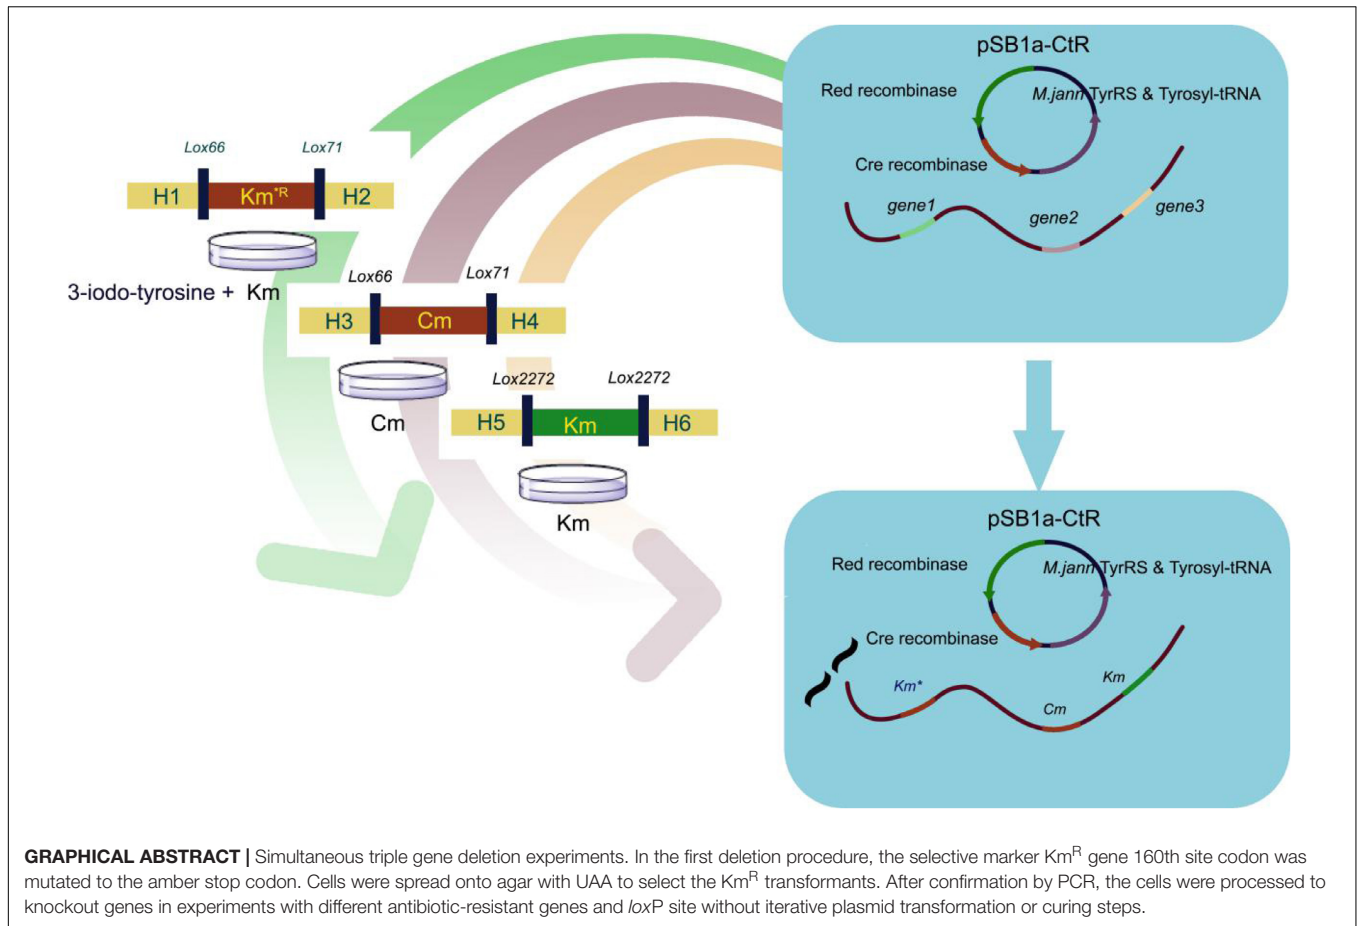 pSB1a-CtR
Red recombinase
M.jann TyrRS & Tyrosyl-tRNA
Cre recombinase
gene1
gene2
gene3
Lox66
Lox71
H1
Km*R
H2
3-iodo-tyrosine + Km
Lox66
Lox71
H3
Cm
H4
Cm
Lox2272
Lox2272
H5
Km
H6
Km
pSB1a-CtR
Red recombinase
M.jann TyrRS & Tyrosyl-tRNA
Cre recombinase
Km*
Cm
Km
GRAPHICAL ABSTRACT | Simultaneous triple gene deletion experiments. In the first deletion procedure, the selective marker KmR gene 160th site codon was
mutated to the amber stop codon. Cells were spread onto agar with UAA to select the KmR transformants. After confirmation by PCR, the cells were processed to
knockout genes in experiments with different antibiotic-resistant genes and loxP site without iterative plasmid transformation or curing steps.